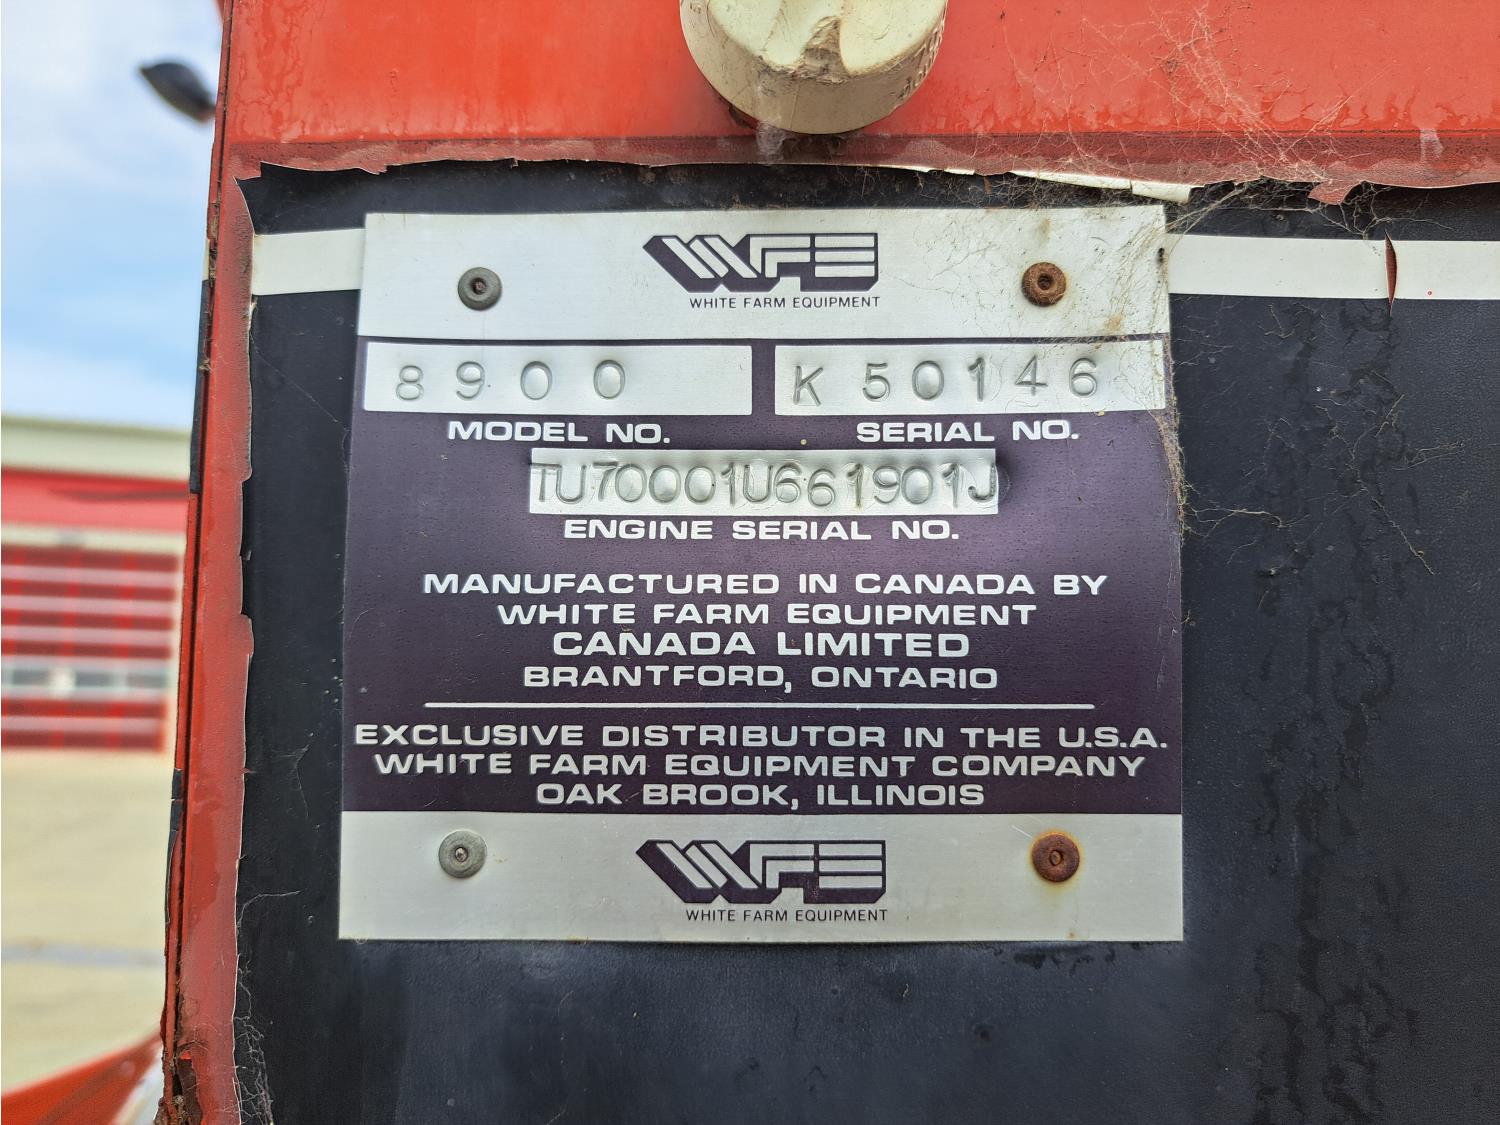 WFE
WHITE FARM EQUIPMENT
8900 K 50146
MODEL NO. SERIAL NO.
TU70001U661901J
ENGINE SERIAL NO.
MANUFACTURED IN CANADA BY
WHITE FARM EQUIPMENT
CANADA LIMITED
BRANTFORD, ONTARIO
EXCLUSIVE DISTRIBUTOR IN THE U.S.A.
WHITE FARM EQUIPMENT COMPANY
OAK BROOK, ILLINOIS
WFE
WHITE FARM EQUIPMENT